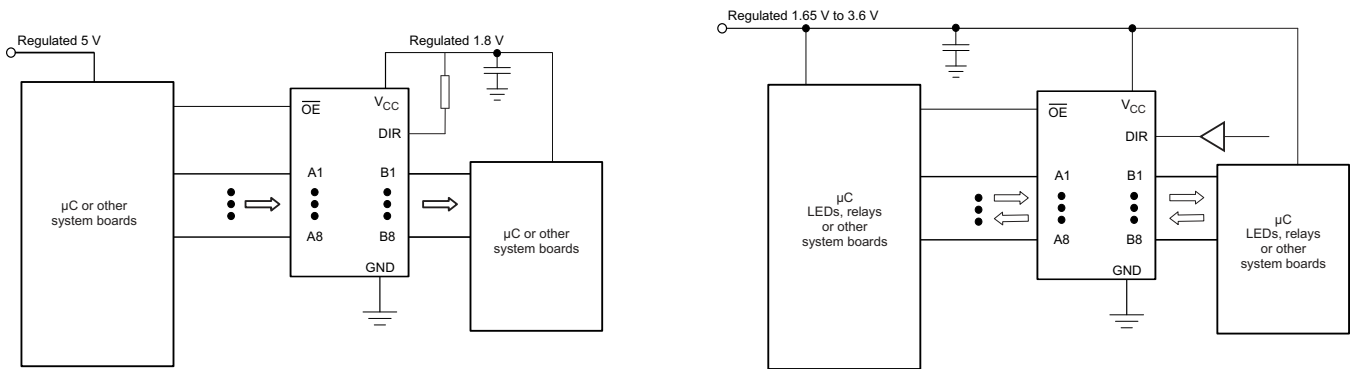 Regulated 5 V
Regulated 1.8 V
OE
VCC
DIR
A1
B1
µC or other
system boards
A8
B8
GND
µC or other
system boards
Regulated 1.65 V to 3.6 V
OE
VCC
DIR
A1
B1
µC
LEDs, relays
or other
system boards
A8
B8
GND
µC
LEDs, relays
or other
system boards